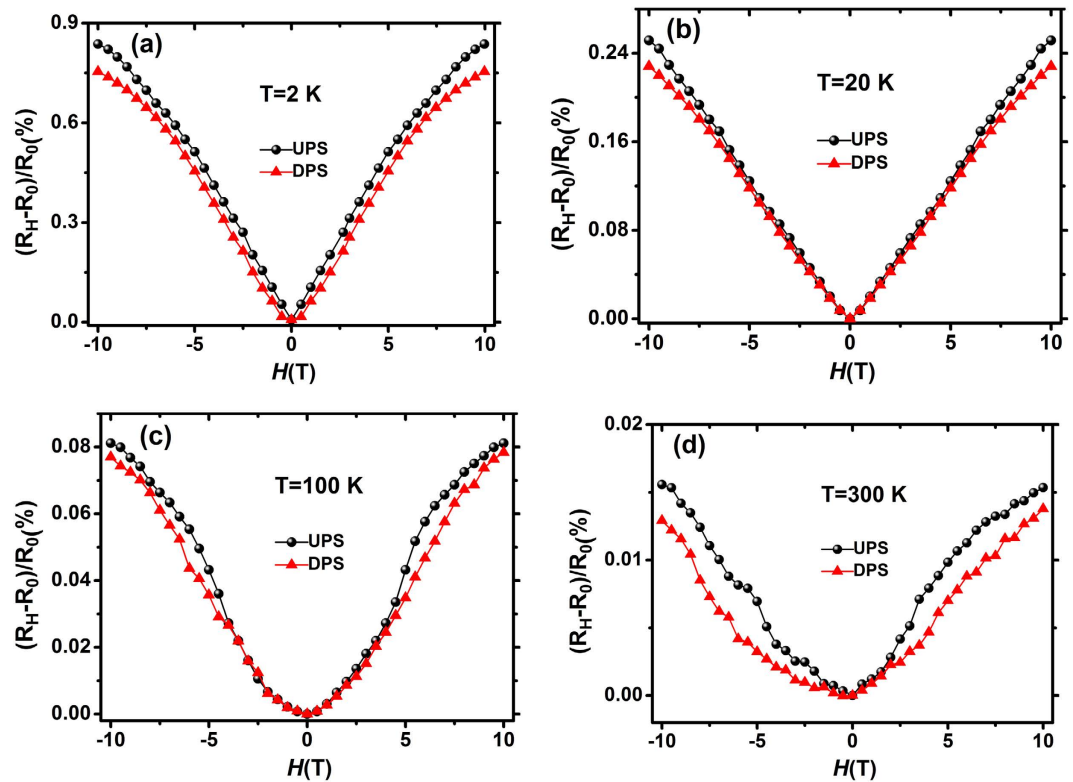 (a)
T=2 K
UPS
DPS
(R_H-R_0)/R_0(%)
0.9
0.6
0.3
0.0
-10 -5 0 5 10
H(T)
(b)
T=20 K
UPS
DPS
(R_H-R_0)/R_0(%)
0.24
0.16
0.08
0.00
-10 -5 0 5 10
H(T)
(c)
T=100 K
UPS
DPS
(R_H-R_0)/R_0(%)
0.08
0.06
0.04
0.02
0.00
-10 -5 0 5 10
H(T)
(d)
T=300 K
UPS
DPS
(R_H-R_0)/R_0(%)
0.02
0.01
0.00
-10 -5 0 5 10
H(T)